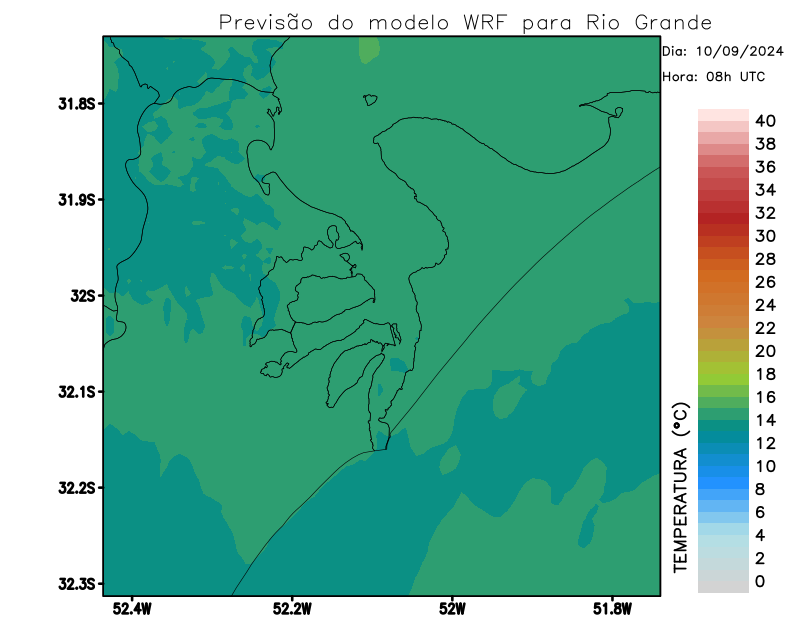 Previsão do modelo WRF para Rio Grande
Dia: 10/09/2024
Hora: 08h UTC
31.8S
31.9S
32S
32.1S
32.2S
32.3S
52.4W
52.2W
52W
51.8W
TEMPERATURA (°C)
40
38
36
34
32
30
28
26
24
22
20
18
16
14
12
10
8
6
4
2
0